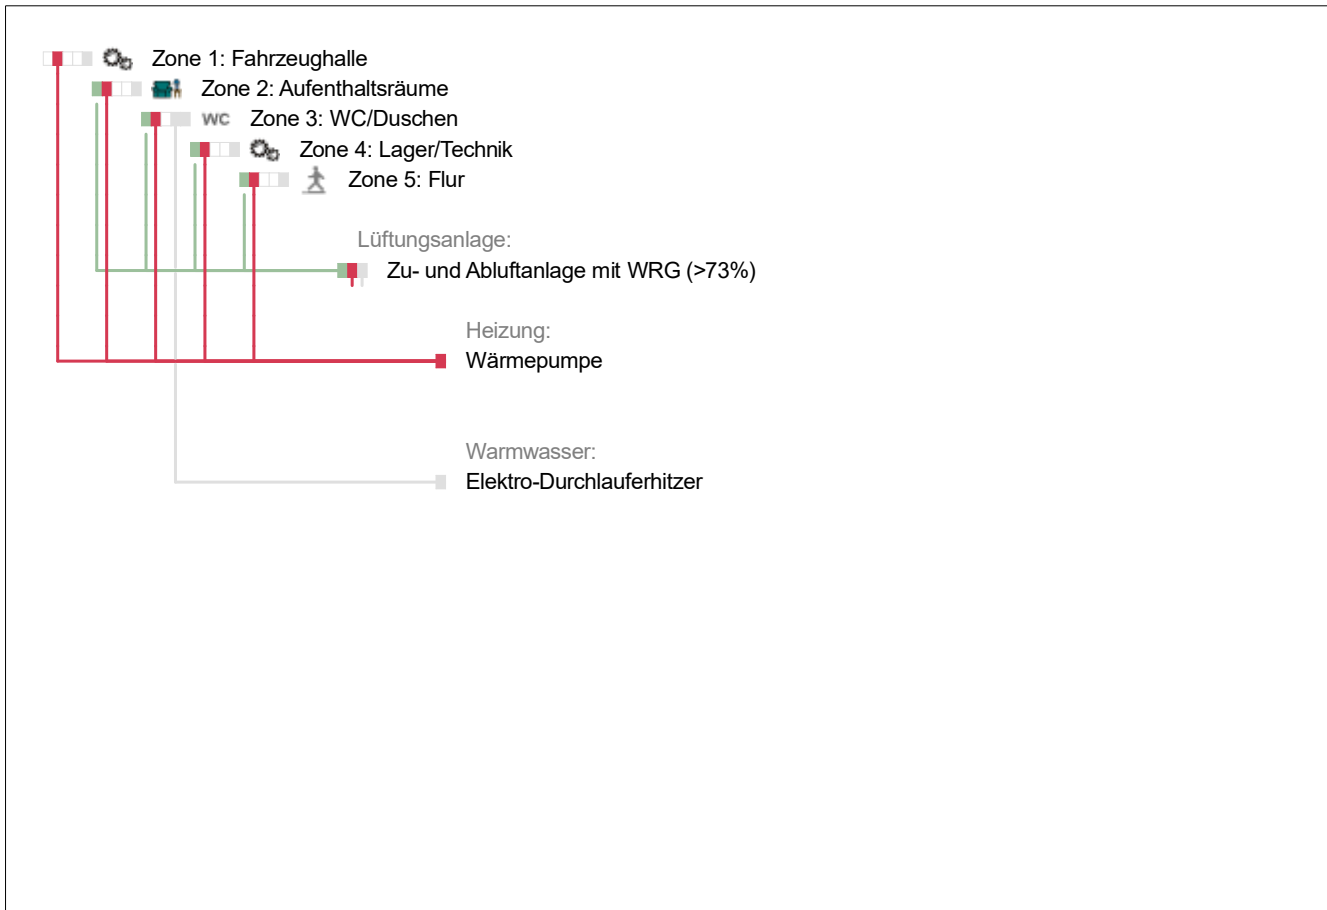 Zone 1: Fahrzeughalle
Zone 2: Aufenthaltsräume
WC Zone 3: WC/Duschen
Zone 4: Lager/Technik
Zone 5: Flur
Lüftungsanlage:
Zu- und Abluftanlage mit WRG (>73%)
Heizung:
Wärmepumpe
Warmwasser:
Elektro-Durchlauferhitzer